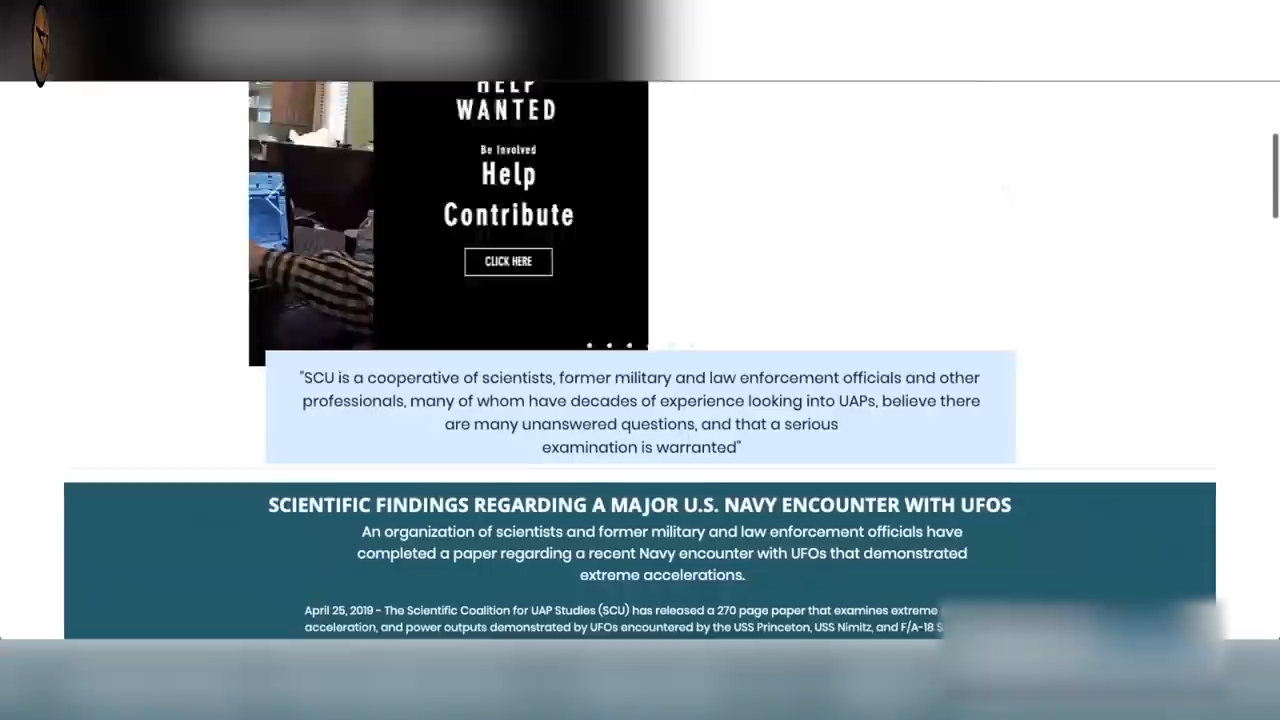 HELP
WANTED
Be Involved
Help
Contribute
CLICK HERE
"SCU is a cooperative of scientists, former military and law enforcement officials and other
professionals, many of whom have decades of experience looking into UAPs, believe there
are many unanswered questions, and that a serious
examination is warranted"
SCIENTIFIC FINDINGS REGARDING A MAJOR U.S. NAVY ENCOUNTER WITH UFOS
An organization of scientists and former military and law enforcement officials have
completed a paper regarding a recent Navy encounter with UFOs that demonstrated
extreme accelerations.
April 25, 2019 - The Scientific Coalition for UAP Studies (SCU) has released a 270 page paper that examines extreme
acceleration, and power outputs demonstrated by UFOs encountered by the USS Princeton, USS Nimitz, and F/A-18